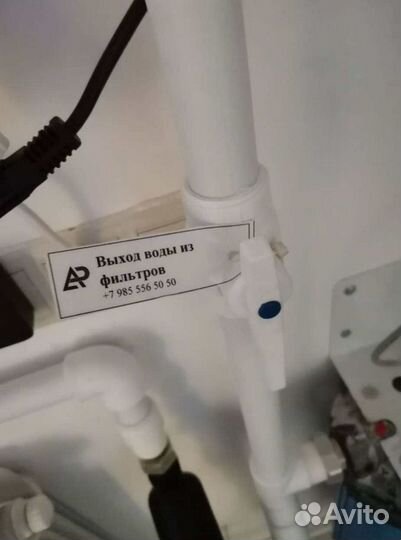 AP Выход воды из
фильтров
+7 985 556 50 50
Avito